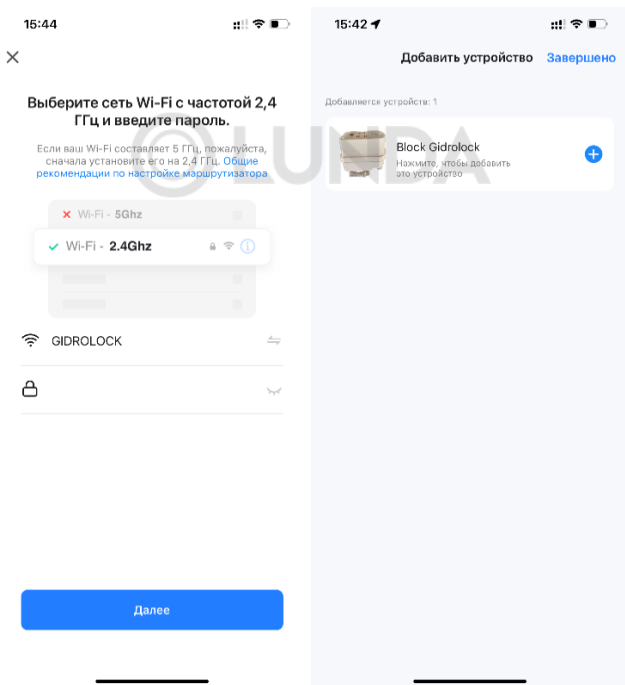 15:44
Выберите сеть Wi-Fi с частотой 2,4
ГГц и введите пароль.
Если ваш Wi-Fi составляет 5 ГГц, пожалуйста,
сначала установите его на 2,4 ГГц. Общие
рекомендации по настройке маршрутизатора
Wi-Fi - 5Ghz
Wi-Fi - 2.4Ghz
GIDROLOCK
Далее
15:42
Добавить устройство Завершено
Добавляется устройств: 1
Block Gidrolock
Нажмите, чтобы добавить
это устройство
LUNDA